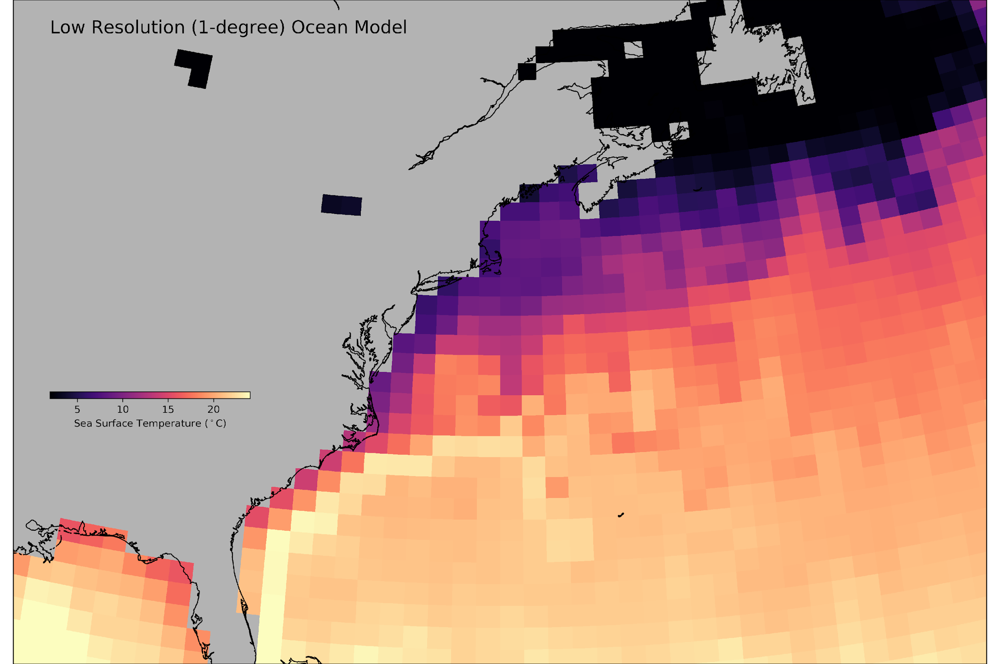 Low Resolution (1-degree) Ocean Model
5 10 15 20
Sea Surface Temperature (°C)